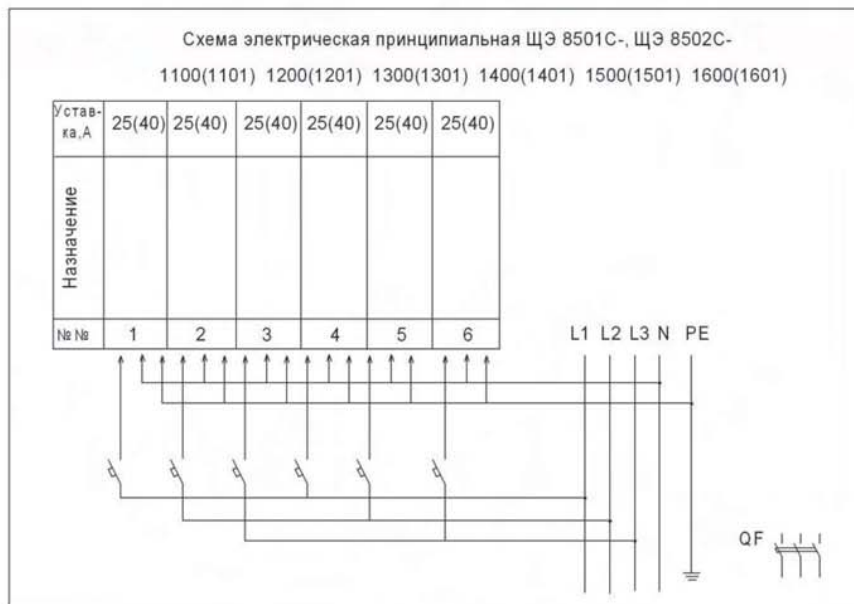 Схема электрическая принципиальная ЩЭ 8501С-, ЩЭ 8502С-
1100(1101) 1200(1201) 1300(1301) 1400(1401) 1500(1501) 1600(1601)
Устав-
ка,А 25(40) 25(40) 25(40) 25(40) 25(40) 25(40)
Назначение
№№ 1 2 3 4 5 6
L1 L2 L3 N PE
QF